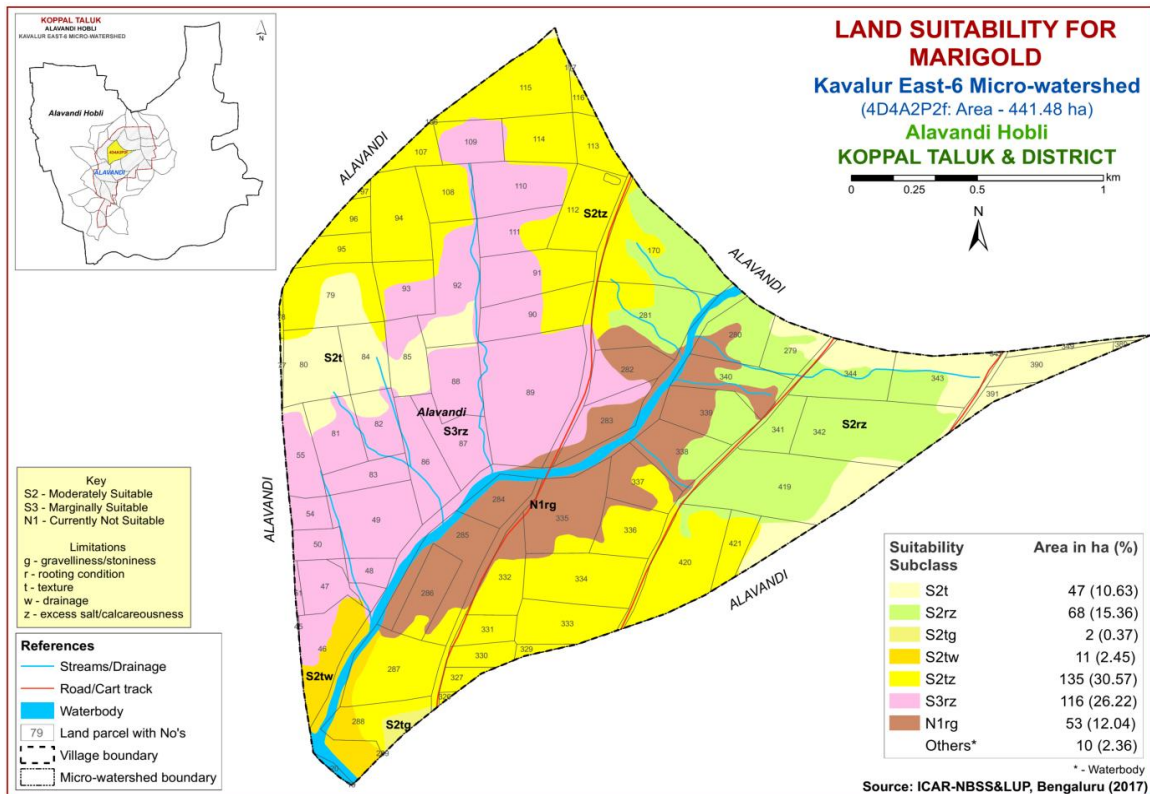 KOPPAL TALUK
ALAVANDI HOBLI
KAVALUR EAST-6 MICRO-WATERSHED
N
Alavandi Hobli
4D4A2P2f
ALAVANDI
LAND SUITABILITY FOR
MARIGOLD
Kavalur East-6 Micro-watershed
(4D4A2P2f: Area - 441.48 ha)
Alavandi Hobli
KOPPAL TALUK & DISTRICT
km
0 0.25 0.5 1
N
115
116
109
114
107
113
ALAVANDI
110
108
97
112
S2tz
94
96
111
170
95
91
ALAVANDI
92
79
93
90
281
280
84
279
85
S2t
80
282
340
344
343
390
88
89
391
Alavandi
339
283
82
S3rz
S2rz
81
87
341
342
55
86
338
83
337
419
284
N1rg
54
49
335
336
285
50
421
420
ALAVANDI
48
332
334
47
286
ALAVANDI
331
333
46
330
329
287
327
S2tw
288
S2tg
Key
S2 - Moderately Suitable
S3 - Marginally Suitable
N1 - Currently Not Suitable
Limitations
g - gravelliness/stoniness
r - rooting condition
t - texture
w - drainage
z - excess salt/calcareousness
References
Streams/Drainage
Road/Cart track
Waterbody
79 Land parcel with No's
Village boundary
Micro-watershed boundary
Suitability Subclass Area in ha (%)
S2t 47 (10.63)
S2rz 68 (15.36)
S2tg 2 (0.37)
S2tw 11 (2.45)
S2tz 135 (30.57)
S3rz 116 (26.22)
N1rg 53 (12.04)
Others* 10 (2.36)
* - Waterbody
Source: ICAR-NBSS&LUP, Bengaluru (2017)